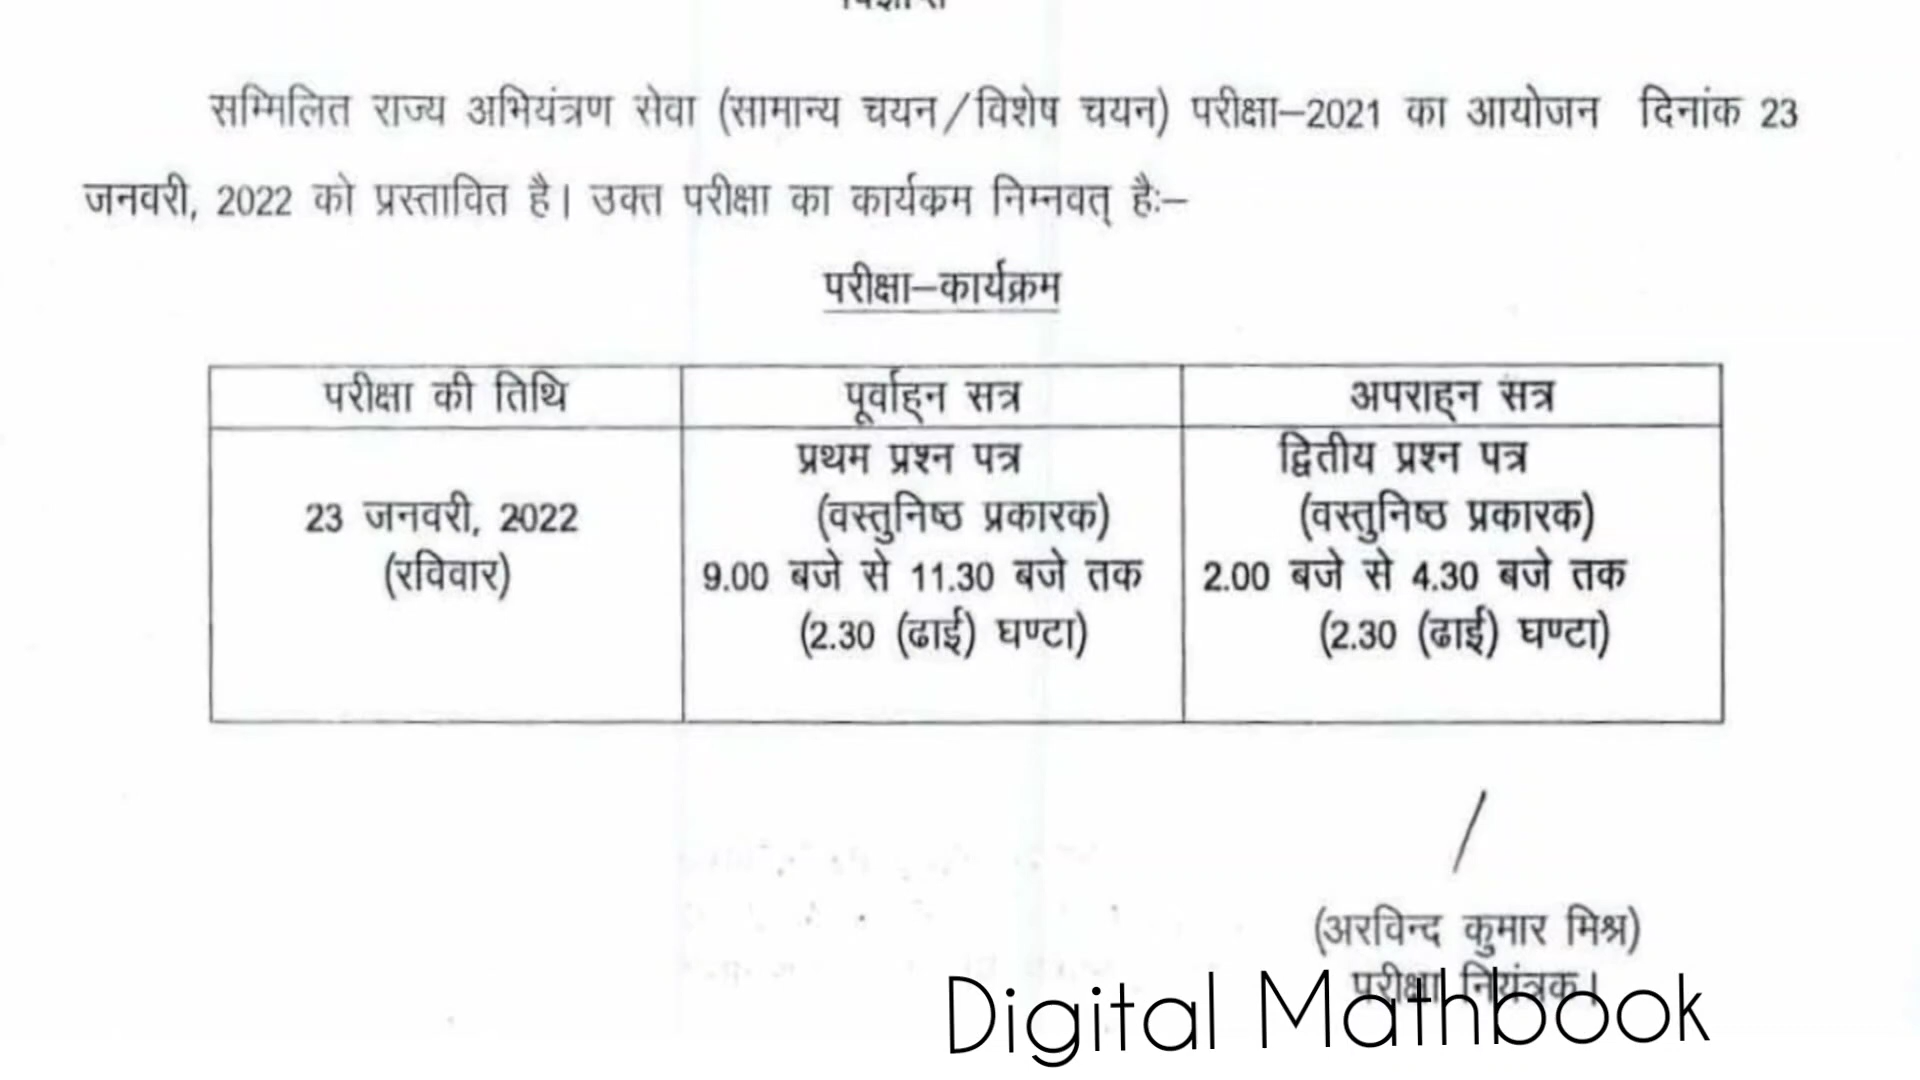 विज्ञप्ति
सम्मिलित राज्य अभियंत्रण सेवा (सामान्य चयन/विशेष चयन) परीक्षा–2021 का आयोजन दिनांक 23
जनवरी, 2022 को प्रस्तावित है। उक्त परीक्षा का कार्यकम निम्नवत् हैः–
परीक्षा–कार्यक्रम
परीक्षा की तिथि पूर्वाह्न सत्र अपराह्न सत्र
प्रथम प्रश्न पत्र द्वितीय प्रश्न पत्र
23 जनवरी, 2022 (वस्तुनिष्ठ प्रकारक) (वस्तुनिष्ठ प्रकारक)
(रविवार) 9.00 बजे से 11.30 बजे तक 2.00 बजे से 4.30 बजे तक
(2.30 (ढाई) घण्टा) (2.30 (ढाई) घण्टा)
(अरविन्द कुमार मिश्र)
परीक्षा नियंत्रक।
Digital Mathbook